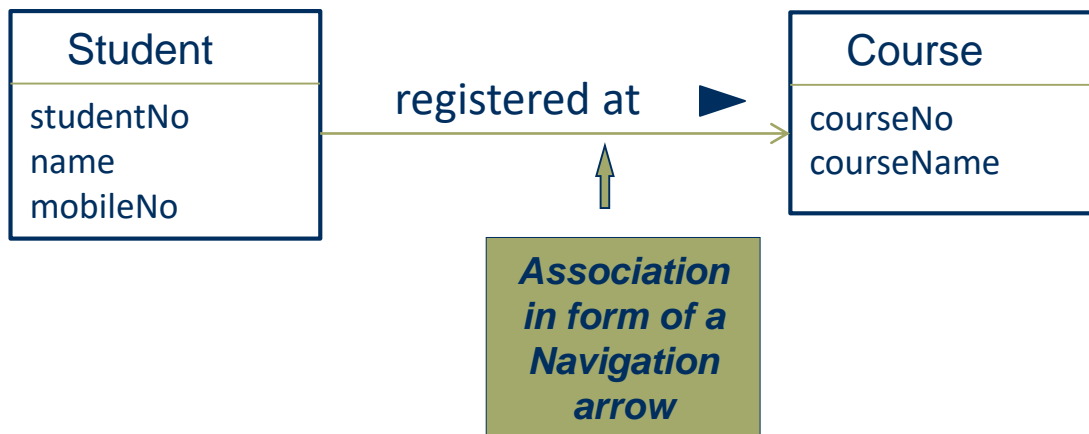 Student
studentNo
name
mobileNo
registered at
Course
courseNo
courseName
Association
in form of a
Navigation
arrow